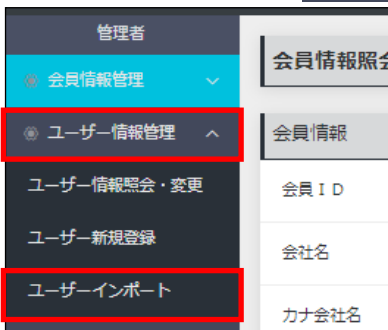 管理者
会員情報管理
ユーザー情報管理
ユーザー情報照会・変更
ユーザー新規登録
ユーザーインポート
会員情報照会
会員情報
会員ＩＤ
会社名
カナ会社名